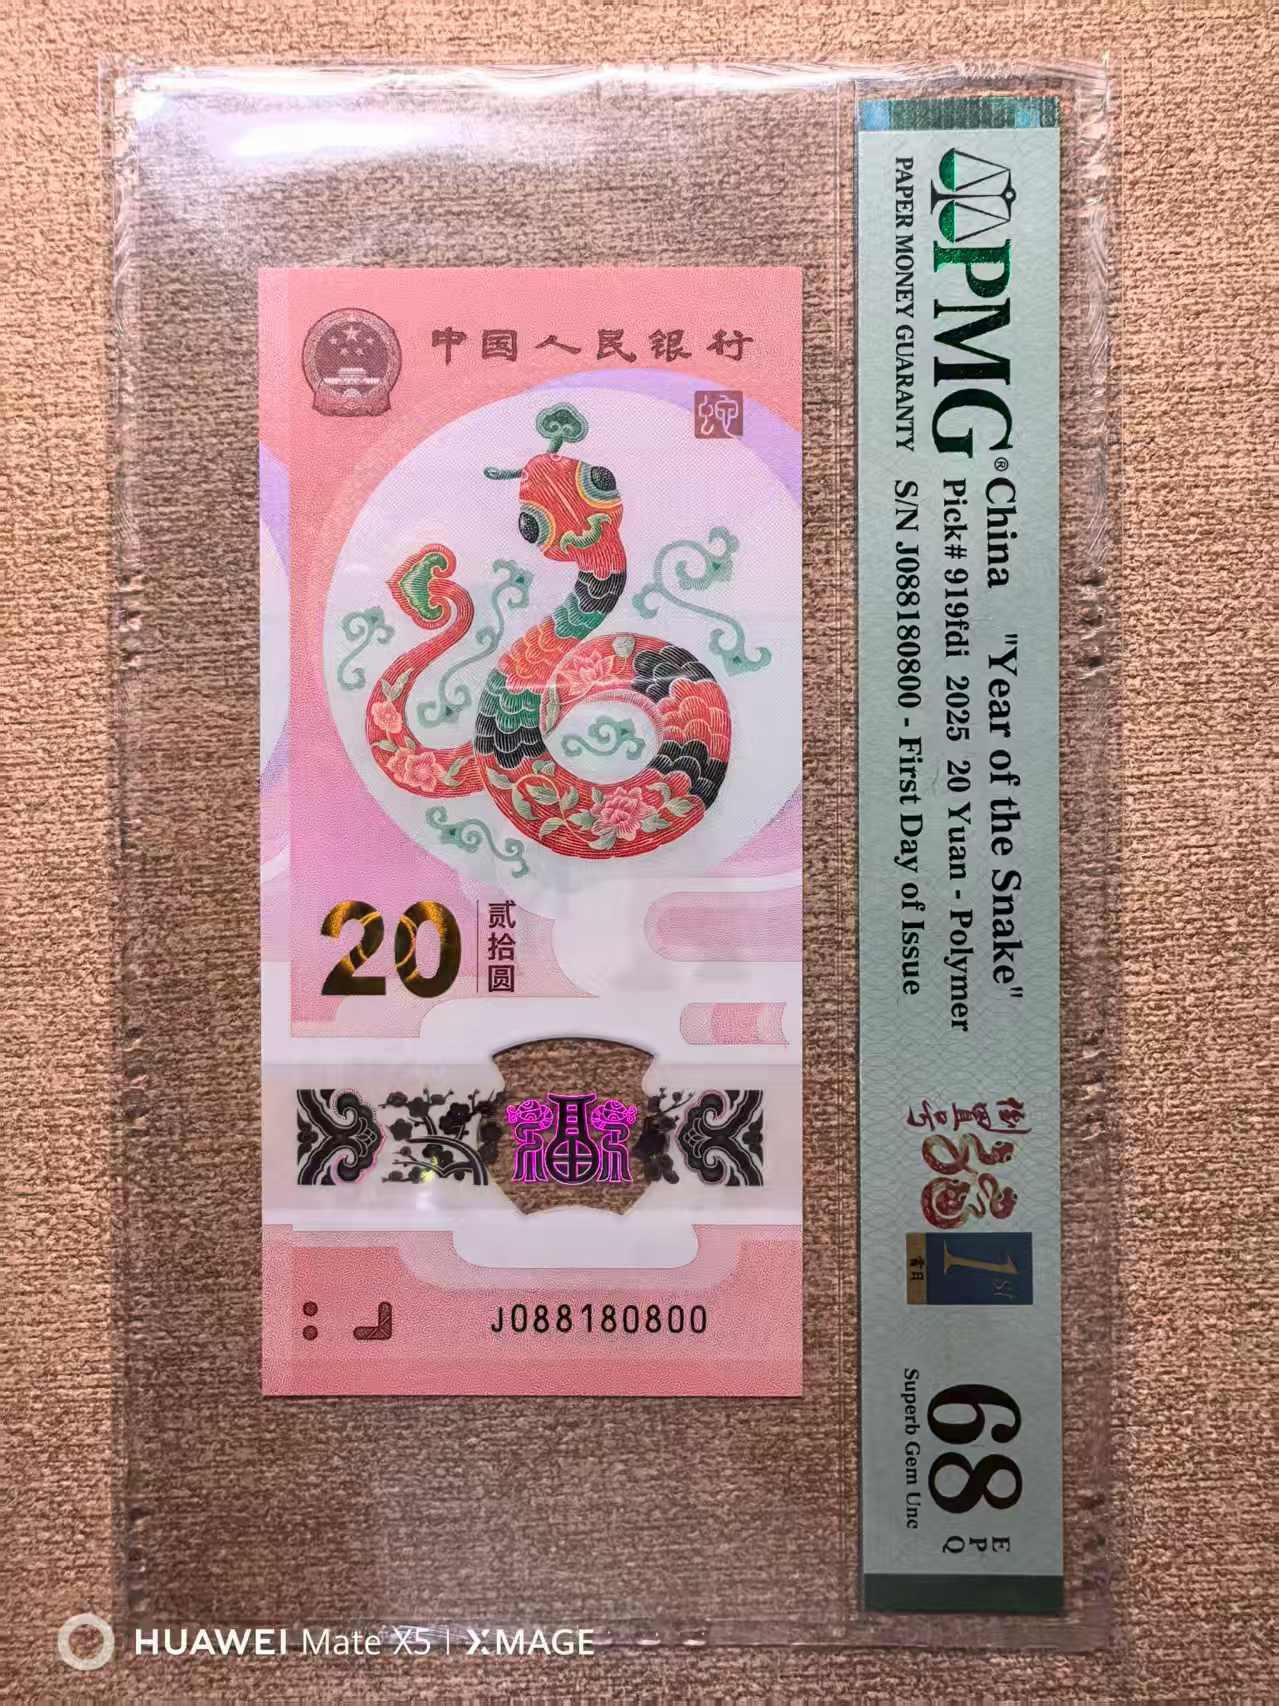 中国人民银行
蛇
20
贰拾圆
福
J088180800
PMG®
PAPER MONEY GUARANTY
China "Year of the Snake"
Pick# 919fdi 2025 20 Yuan - Polymer
S/N J088180800 - First Day of Issue
1st
首日
68
EPQ
Superb Gem Unc
HUAWEI Mate X5 | XMAGE